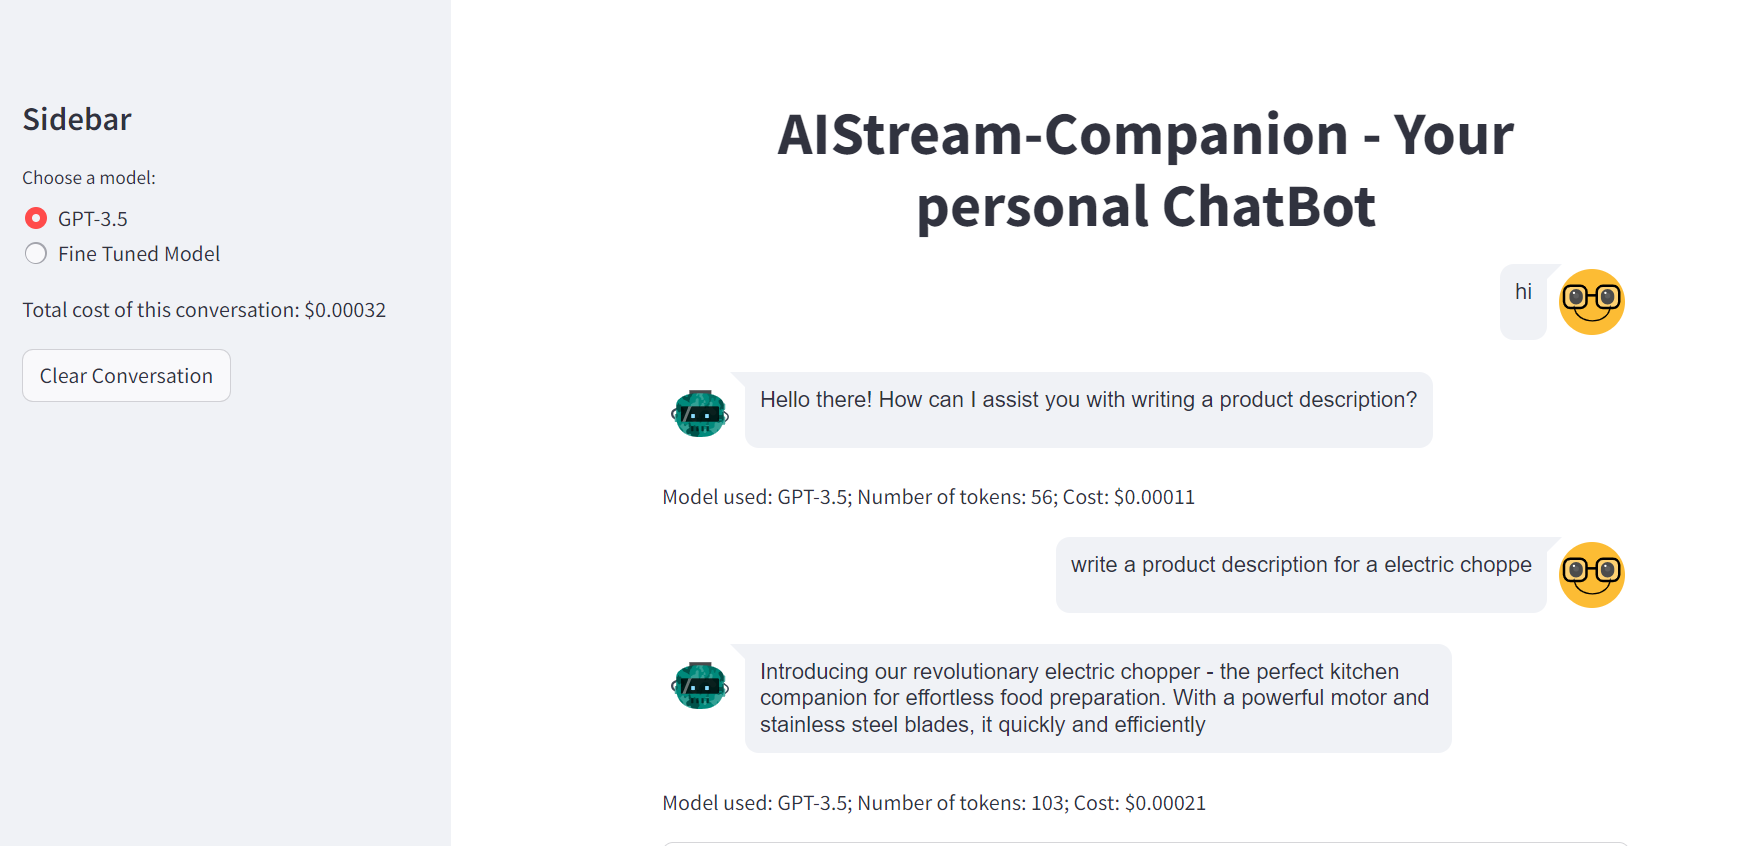 Sidebar
Choose a model:
GPT-3.5
Fine Tuned Model
Total cost of this conversation: $0.00032
Clear Conversation
AIStream-Companion - Your
personal ChatBot
hi
Hello there! How can I assist you with writing a product description?
Model used: GPT-3.5; Number of tokens: 56; Cost: $0.00011
write a product description for a electric choppe
Introducing our revolutionary electric chopper - the perfect kitchen
companion for effortless food preparation. With a powerful motor and
stainless steel blades, it quickly and efficiently
Model used: GPT-3.5; Number of tokens: 103; Cost: $0.00021